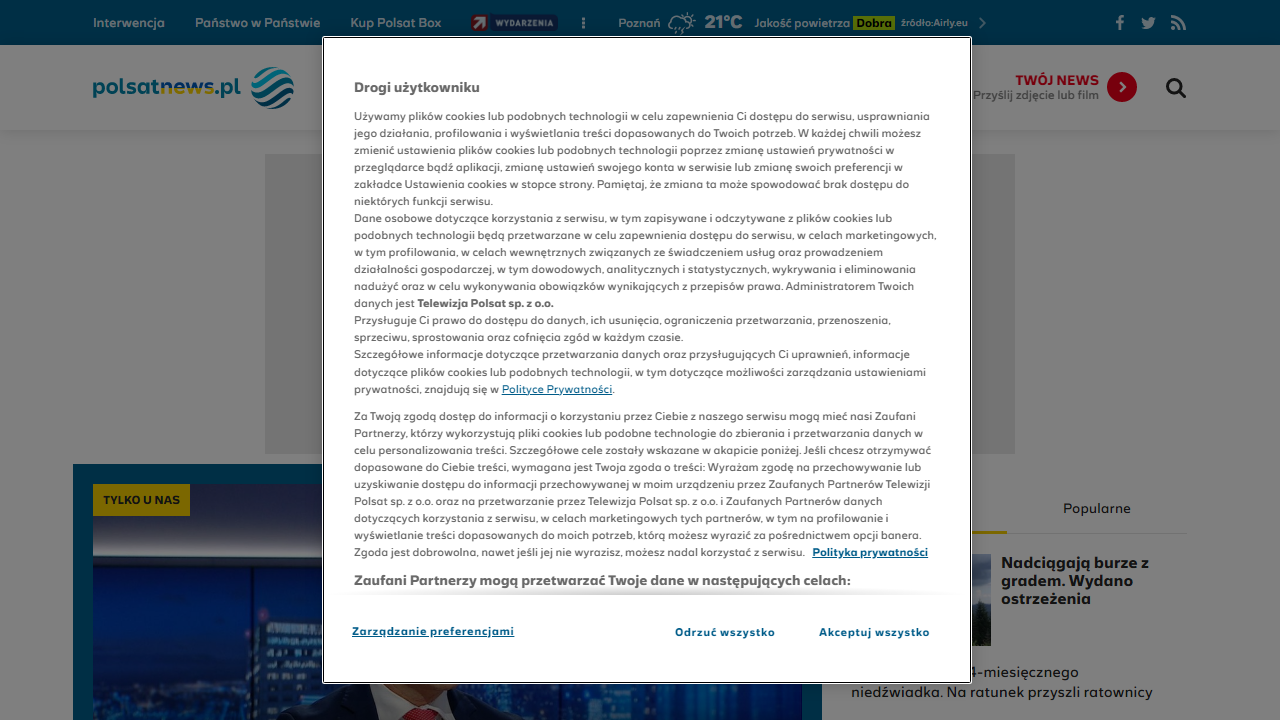 Interwencja
Państwo w Państwie
Kup Polsat Box
WYDARZENIA
Poznań
21°C
Jakość powietrza Dobra źródło:Airly.eu
polsatnews.pl
TWÓJ NEWS
Przyślij zdjęcie lub film
Drogi użytkowniku
Używamy plików cookies lub podobnych technologii w celu zapewnienia Ci dostępu do serwisu, usprawniania
jego działania, profilowania i wyświetlania treści dopasowanych do Twoich potrzeb. W każdej chwili możesz
zmienić ustawienia plików cookies lub podobnych technologii poprzez zmianę ustawień prywatności w
przeglądarce bądź aplikacji, zmianę ustawień swojego konta w serwisie lub zmianę swoich preferencji w
zakładce Ustawienia cookies w stopce strony. Pamiętaj, że zmiana ta może spowodować brak dostępu do
niektórych funkcji serwisu.
Dane osobowe dotyczące korzystania z serwisu, w tym zapisywane i odczytywane z plików cookies lub
podobnych technologii będą przetwarzane w celu zapewnienia dostępu do serwisu, w celach marketingowych,
w tym profilowania, w celach wewnętrznych związanych ze świadczeniem usług oraz prowadzeniem
działalności gospodarczej, w tym dowodowych, analitycznych i statystycznych, wykrywania i eliminowania
nadużyć oraz w celu wykonywania obowiązków wynikających z przepisów prawa. Administratorem Twoich
danych jest Telewizja Polsat sp. z o.o.
Przysługuje Ci prawo do dostępu do danych, ich usunięcia, ograniczenia przetwarzania, przenoszenia,
sprzeciwu, sprostowania oraz cofnięcia zgód w każdym czasie.
Szczegółowe informacje dotyczące przetwarzania danych oraz przysługujących Ci uprawnień, informacje
dotyczące plików cookies lub podobnych technologii, w tym dotyczące możliwości zarządzania ustawieniami
prywatności, znajdują się w Polityce Prywatności.
Za Twoją zgodą dostęp do informacji o korzystaniu przez Ciebie z naszego serwisu mogą mieć nasi Zaufani
Partnerzy, którzy wykorzystują pliki cookies lub podobne technologie do zbierania i przetwarzania danych w
celu personalizowania treści. Szczegółowe cele zostały wskazane w akapicie poniżej. Jeśli chcesz otrzymywać
dopasowane do Ciebie treści, wymagana jest Twoja zgoda o treści: Wyrażam zgodę na przechowywanie lub
uzyskiwanie dostępu do informacji przechowywanej w moim urządzeniu przez Zaufanych Partnerów Telewizji
Polsat sp. z o.o. oraz na przetwarzanie przez Telewizja Polsat sp. z o.o. i Zaufanych Partnerów danych
dotyczących korzystania z serwisu, w celach marketingowych tych partnerów, w tym na profilowanie i
wyświetlanie treści dopasowanych do moich potrzeb, którą możesz wyrazić za pośrednictwem opcji banera.
Zgoda jest dobrowolna, nawet jeśli jej nie wyrazisz, możesz nadal korzystać z serwisu. Polityka prywatności
Zaufani Partnerzy mogą przetwarzać Twoje dane w następujących celach:
Zarządzanie preferencjami
Odrzuć wszystko
Akceptuj wszystko
TYLKO U NAS
Popularne
Nadciągają burze z
gradem. Wydano
ostrzeżenia
4-miesięcznego
niedźwiadka. Na ratunek przyszli ratownicy